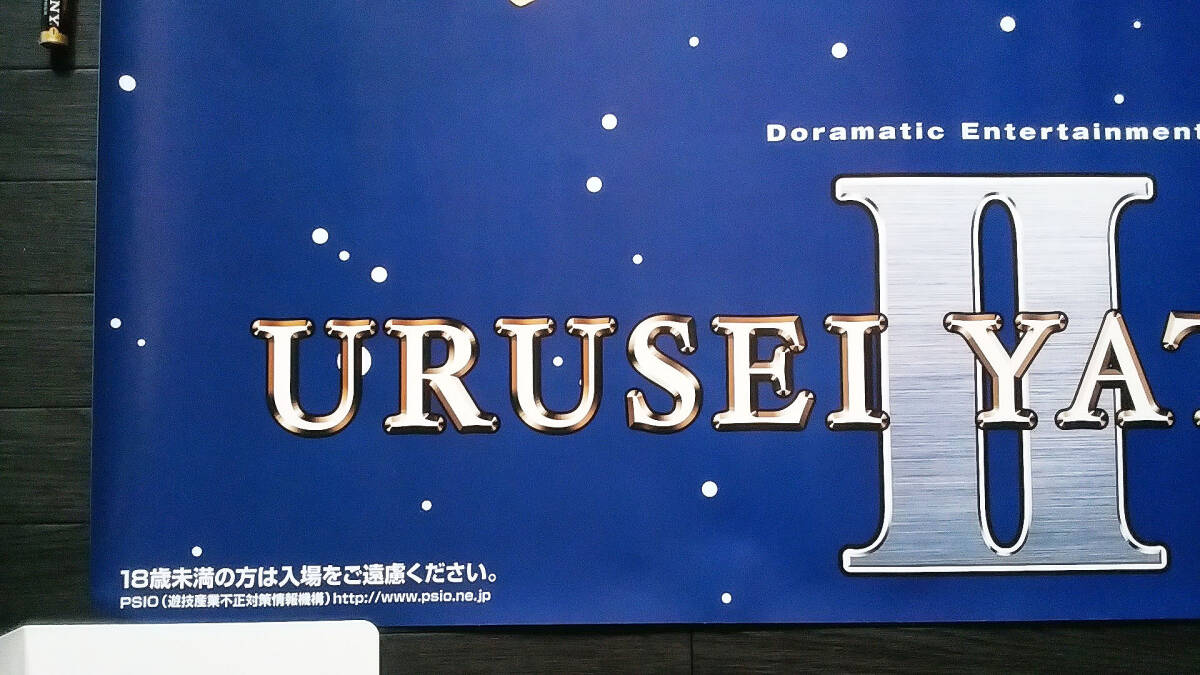 NY
Doramatic Entertainment
II
URUSEI YAT
18歳未満の方は入場をご遠慮ください。
PSIO(遊技産業不正対策情報機構)http://www.psio.ne.jp